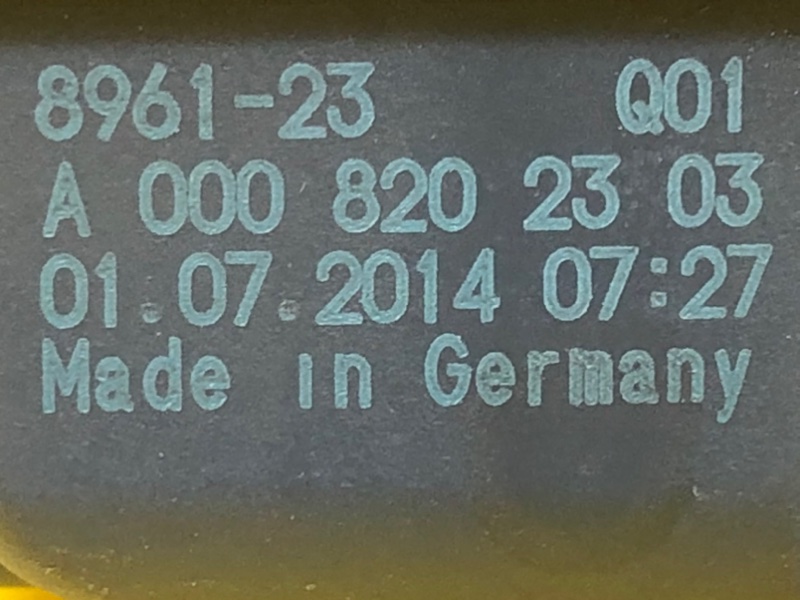 8961-23 Q01
A 000 820 23 03
01.07.2014 07:27
Made in Germany